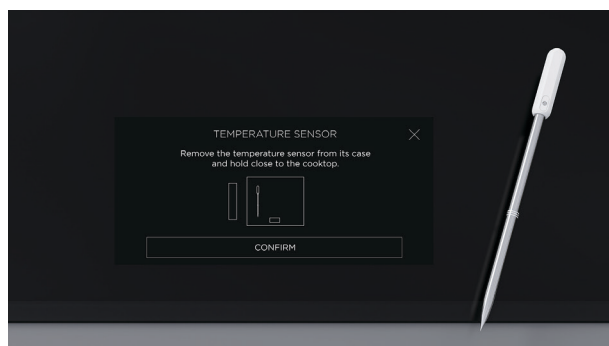 TEMPERATURE SENSOR
Remove the temperature sensor from its case
and hold close to the cooktop.
CONFIRM